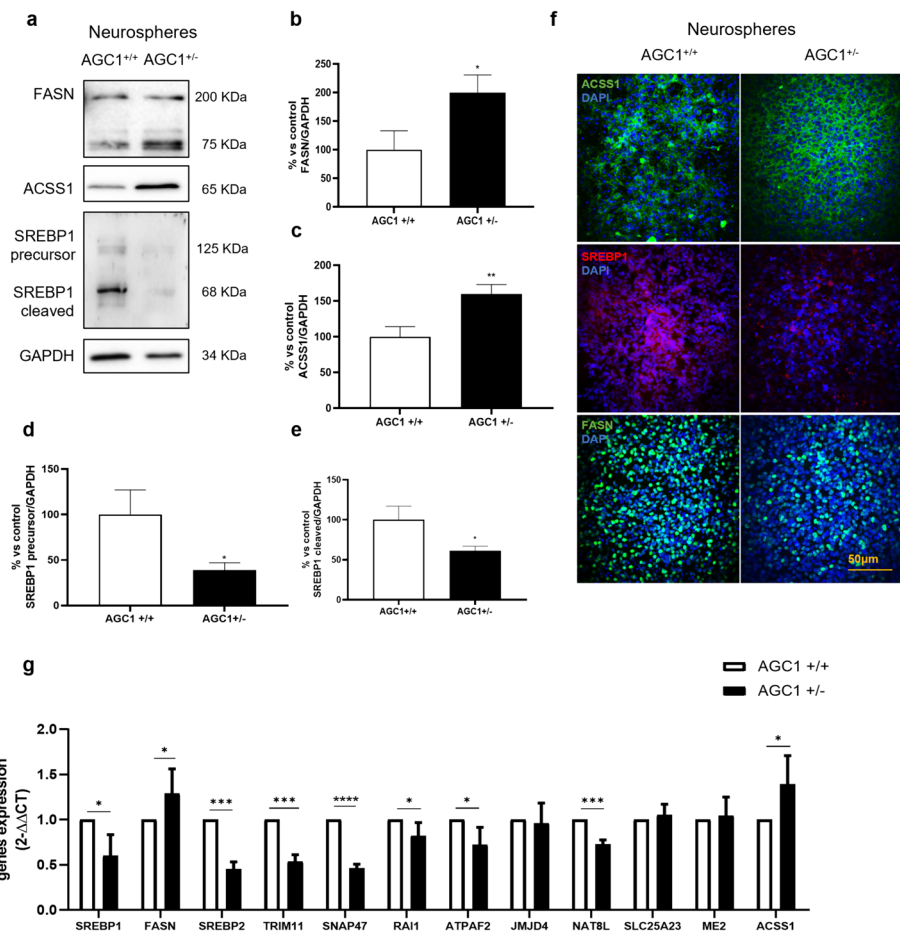 a
Neurospheres
AGC1+/+ AGC1+/-
FASN
200 KDa
75 KDa
ACSS1
65 KDa
SREBP1
precursor
125 KDa
SREBP1
cleaved
68 KDa
GAPDH
34 KDa
b
% vs control
FASN/GAPDH
250
200
150
100
50
0
*
AGC1 +/+
AGC1 +/-
c
% vs control
ACSS1/GAPDH
200
150
100
50
0
**
AGC1 +/+
AGC1 +/-
d
% vs control
SREBP1 precursor/GAPDH
150
100
50
0
*
AGC1 +/+
AGC1+/-
e
% vs control
SREBP1 cleaved/GAPDH
150
100
50
0
*
AGC1+/+
AGC1+/-
f
Neurospheres
AGC1+/+
AGC1+/-
ACSS1
DAPI
SREBP1
DAPI
FASN
DAPI
50µm
g
AGC1 +/+
AGC1 +/-
genes expression
(2-ΔΔCT)
2.0
1.5
1.0
0.5
0.0
* * *** *** **** * * *** *
SREBP1 FASN SREBP2 TRIM11 SNAP47 RAI1 ATPAF2 JMJD4 NAT8L SLC25A23 ME2 ACSS1